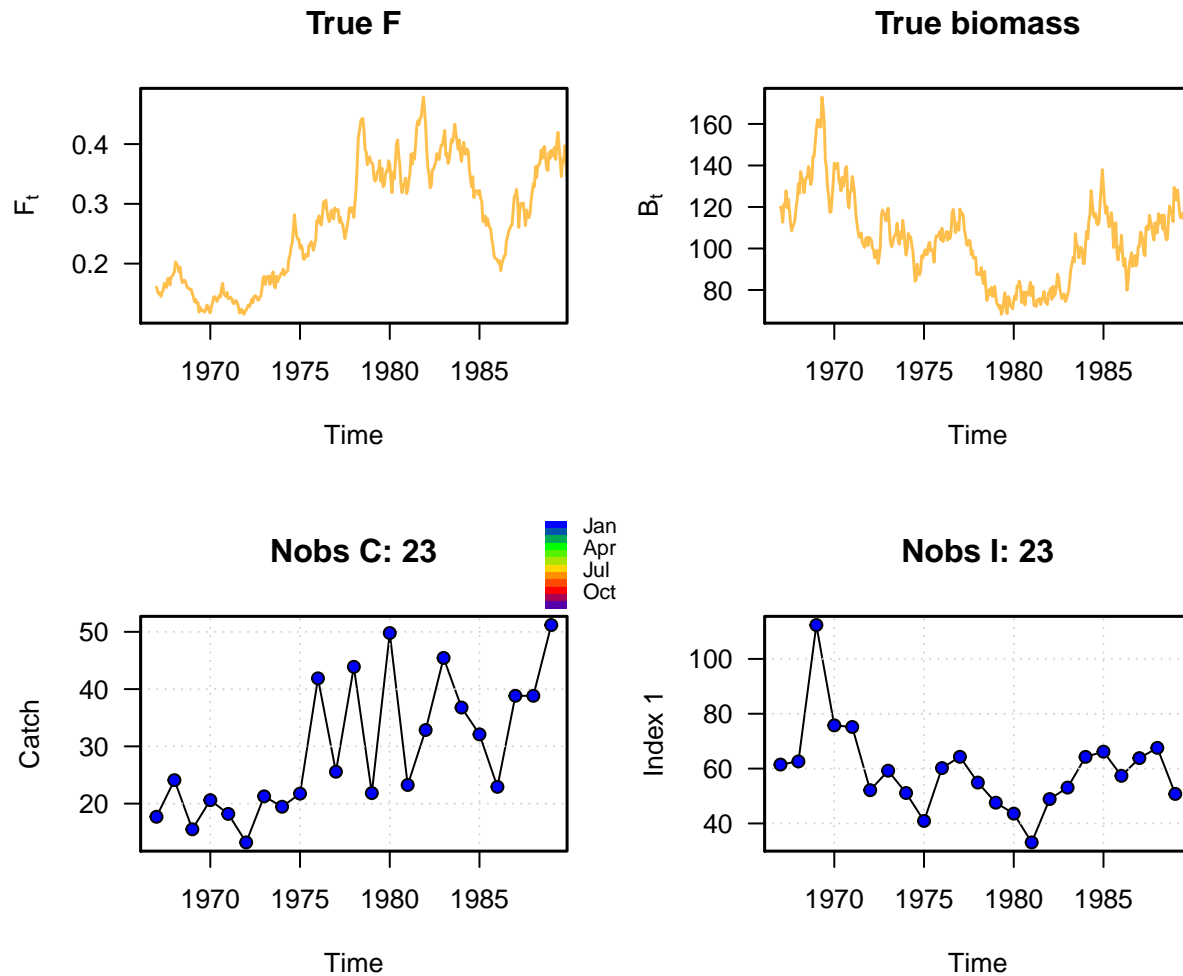 True F
F_t
0.4
0.3
0.2
1970 1975 1980 1985
Time
True biomass
B_t
160
140
120
100
80
1970 1975 1980 1985
Time
Nobs C: 23
Jan
Apr
Jul
Oct
Catch
50
40
30
20
1970 1975 1980 1985
Time
Nobs I: 23
Index 1
100
80
60
40
1970 1975 1980 1985
Time